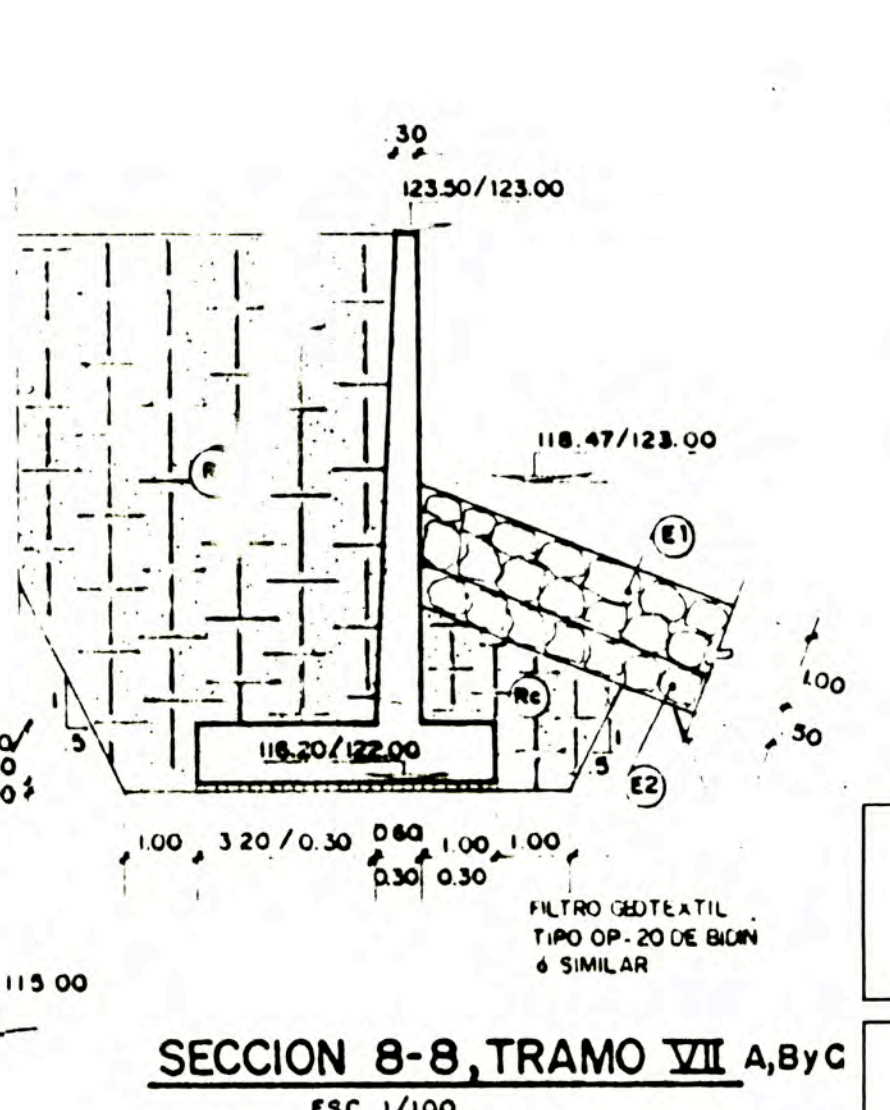 .30
123.50/123.00
R
118.47/123.00
E1
1.00
.50
1
.5
116.20/122.00
Rc
1
.5
E2
1.00 3.20 / 0.30 0.60 1.00 1.00
0.30 0.30
FILTRO GEOTEXTIL
TIPO OP-20 DE BIDIN
ó SIMILAR
115.00
SECCION 8-8, TRAMO VII A,B y C
ESC. 1/100